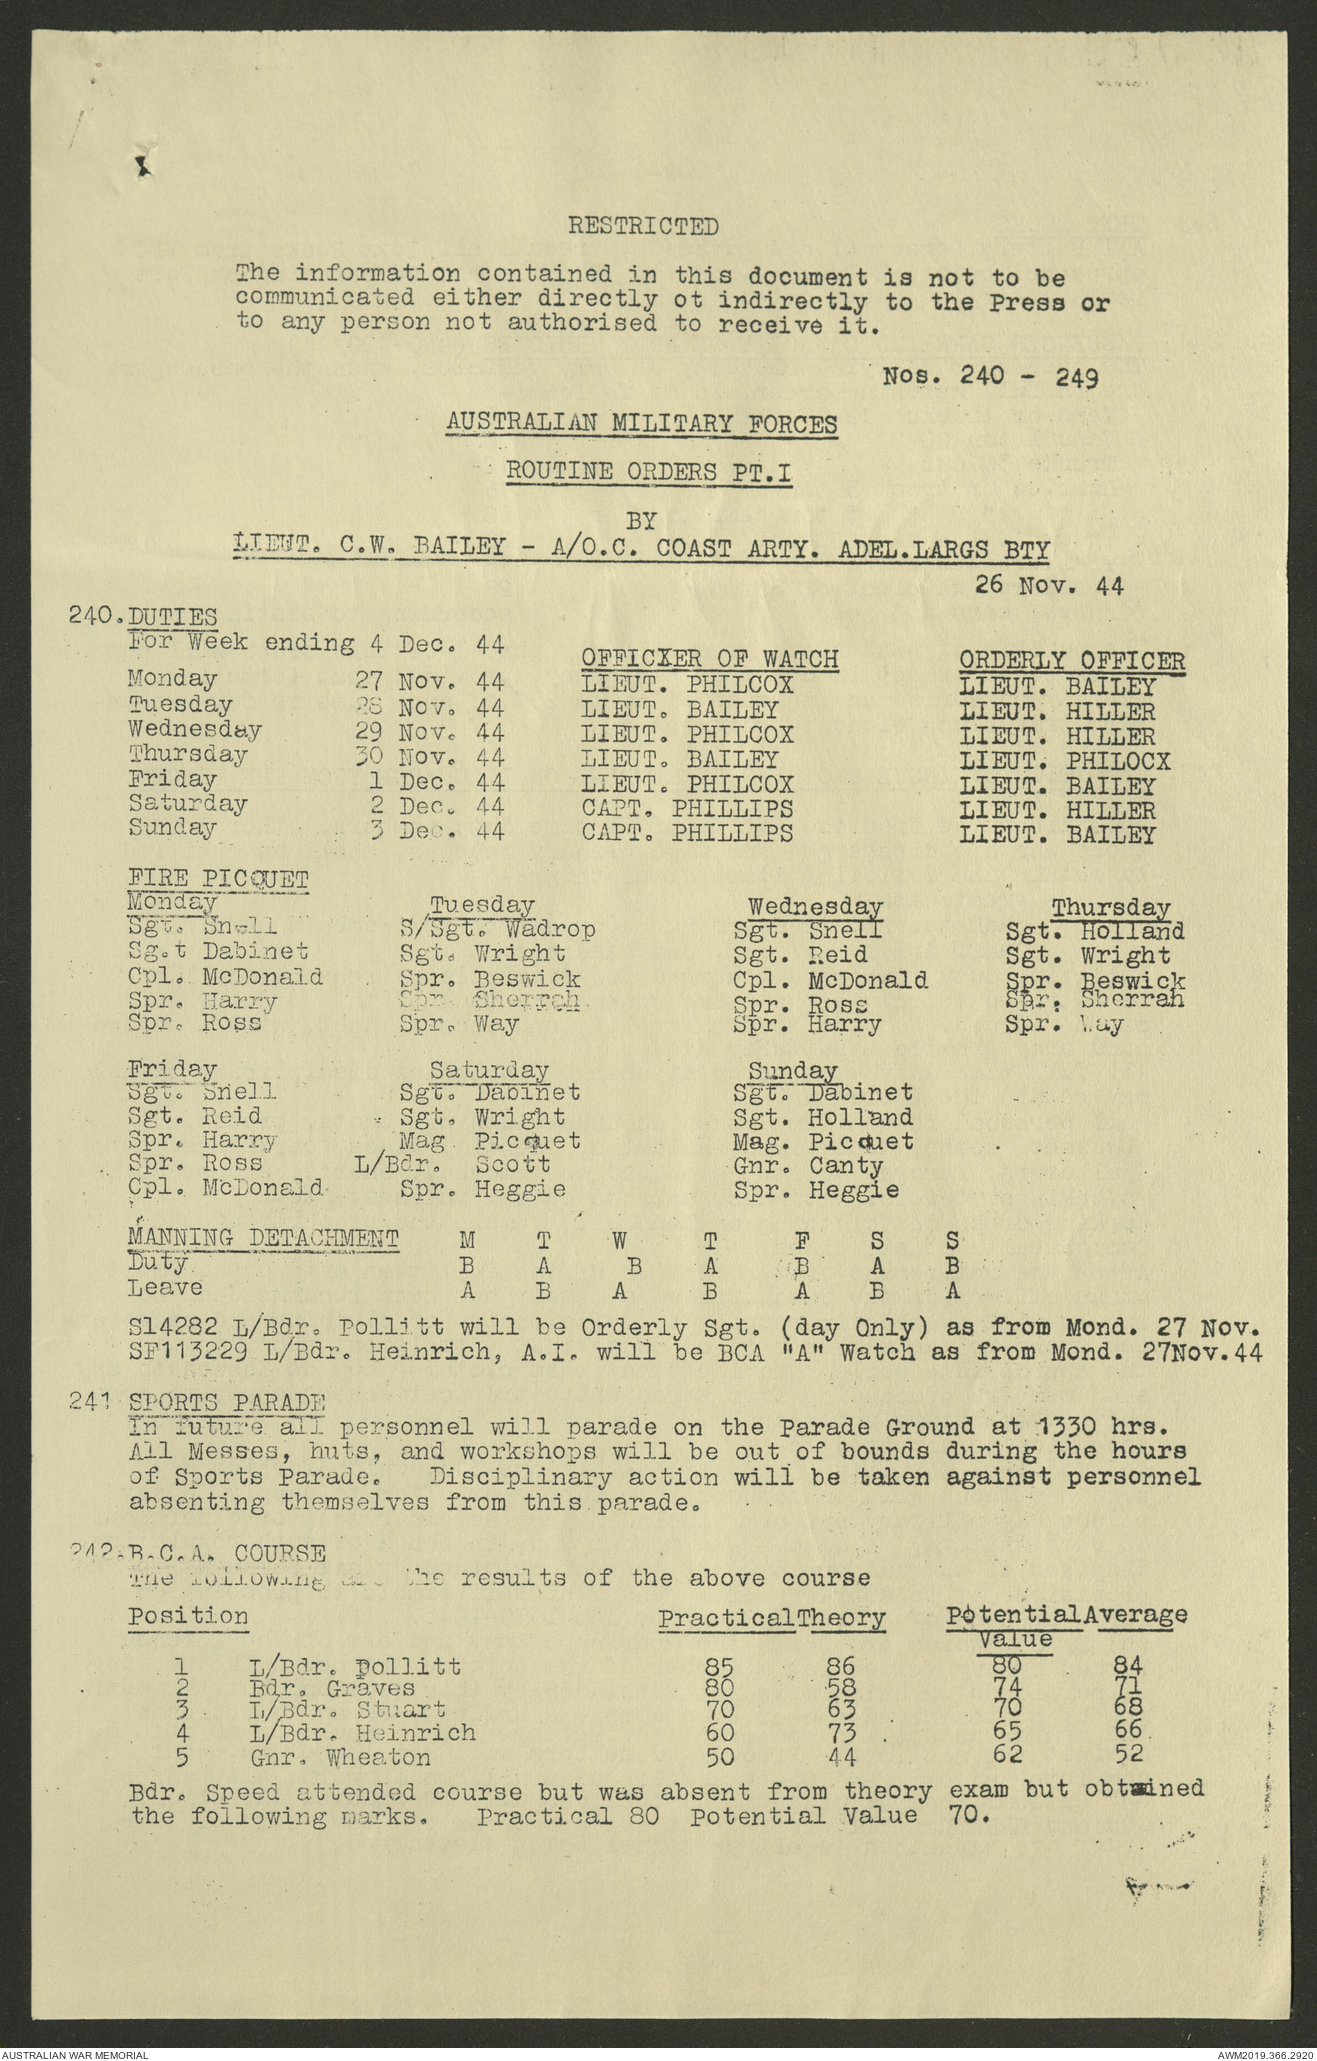 RESTRICTED
The information contained in this document is not to be
communicated either directly ot indirectly to the Press or
to any person not authorised to receive it.
Nos. 240 - 249
AUSTRALIAN MILITARY FORCES
ROUTINE ORDERS PT.I
BY
LIEUT. C.W. BAILEY - A/O.C. COAST ARTY. ADEL.LARGS BTY
26 Nov. 44
240. DUTIES
For Week ending 4 Dec. 44
OFFICXER OF WATCH ORDERLY OFFICER
Monday 27 Nov. 44 LIEUT. PHILCOX LIEUT. BAILEY
Tuesday 28 Nov. 44 LIEUT. BAILEY LIEUT. HILLER
Wednesday 29 Nov. 44 LIEUT. PHILCOX LIEUT. HILLER
Thursday 30 Nov. 44 LIEUT. BAILEY LIEUT. PHILOCX
Friday 1 Dec. 44 LIEUT. PHILCOX LIEUT. BAILEY
Saturday 2 Dec. 44 CAPT. PHILLIPS LIEUT. HILLER
Sunday 3 Dec. 44 CAPT. PHILLIPS LIEUT. BAILEY
FIRE PICQUET
Monday Tuesday Wednesday Thursday
Sgt. Snell S/Sgt. Wadrop Sgt. Snell Sgt. Holland
Sg.t Dabinet Sgt. Wright Sgt. Reid Sgt. Wright
Cpl. McDonald Spr. Beswick Cpl. McDonald Spr. Beswick
Spr. Harry Spr. Sherrah. Spr. Ross Spr. Sherrah
Spr. Ross Spr. Way Spr. Harry Spr. Way
Friday Saturday Sunday
Sgt. Snell Sgt. Dabinet Sgt. Dabinet
Sgt. Reid Sgt. Wright Sgt. Holland
Spr. Harry Mag Picquet Mag. Picquet
Spr. Ross L/Bdr. Scott Gnr. Canty
Cpl. McDonald Spr. Heggie Spr. Heggie
MANNING DETACHMENT M T W T F S S
Duty B A B A B A B
Leave A B A B A B A
S14282 L/Bdr. Pollitt will be Orderly Sgt. (day Only) as from Mond. 27 Nov.
SF113229 L/Bdr. Heinrich, A.I. will be BCA "A" Watch as from Mond. 27Nov.44
241 SPORTS PARADE
In future all personnel will parade on the Parade Ground at 1330 hrs.
All Messes, huts, and workshops will be out of bounds during the hours
of Sports Parade. Disciplinary action will be taken against personnel
absenting themselves from this parade.
242. B.C.A. COURSE
The following are the results of the above course
Position Practical Theory Potential Average
Value
1 L/Bdr. Pollitt 85 86 80 84
2 Bdr. Graves 80 58 74 71
3 L/Bdr. Stuart 70 63 70 68
4 L/Bdr. Heinrich 60 73 65 66
5 Gnr. Wheaton 50 44 62 52
Bdr. Speed attended course but was absent from theory exam but obtained
the following marks. Practical 80 Potential Value 70.
AUSTRALIAN WAR MEMORIAL
AWM2019.366.2920